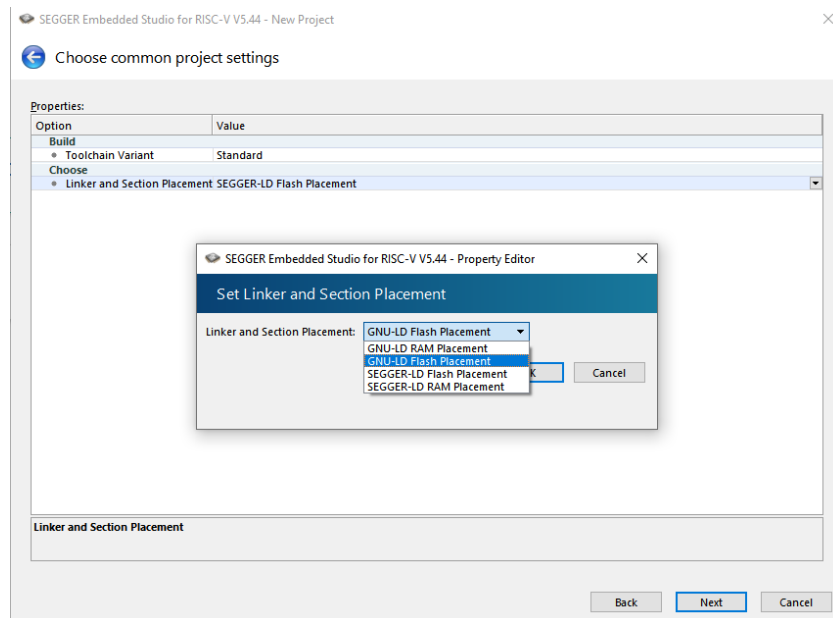 SEGGER Embedded Studio for RISC-V V5.44 - New Project
Choose common project settings
Properties:
Option Value
Build
Toolchain Variant Standard
Choose
Linker and Section Placement SEGGER-LD Flash Placement
SEGGER Embedded Studio for RISC-V V5.44 - Property Editor
Set Linker and Section Placement
Linker and Section Placement: GNU-LD Flash Placement
GNU-LD RAM Placement
GNU-LD Flash Placement
SEGGER-LD Flash Placement
SEGGER-LD RAM Placement
K Cancel
Linker and Section Placement
Back Next Cancel